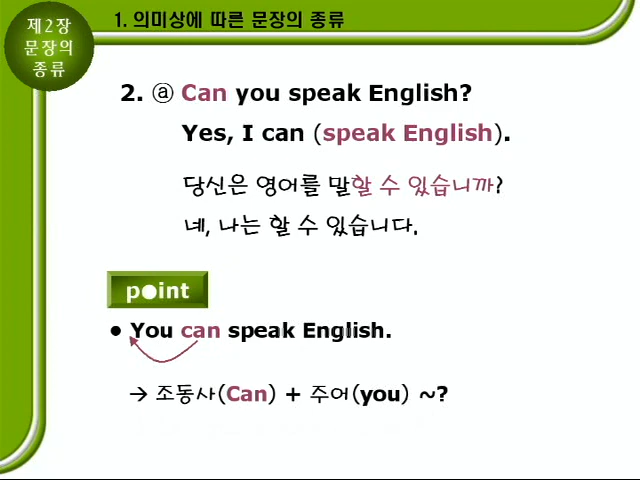 제2장
문장의
종류
1. 의미상에 따른 문장의 종류
2. ⓐ Can you speak English?
Yes, I can (speak English).
당신은 영어를 말할 수 있습니까?
네, 나는 할 수 있습니다.
point
● You can speak English.
→ 조동사(Can) + 주어(you) ~?